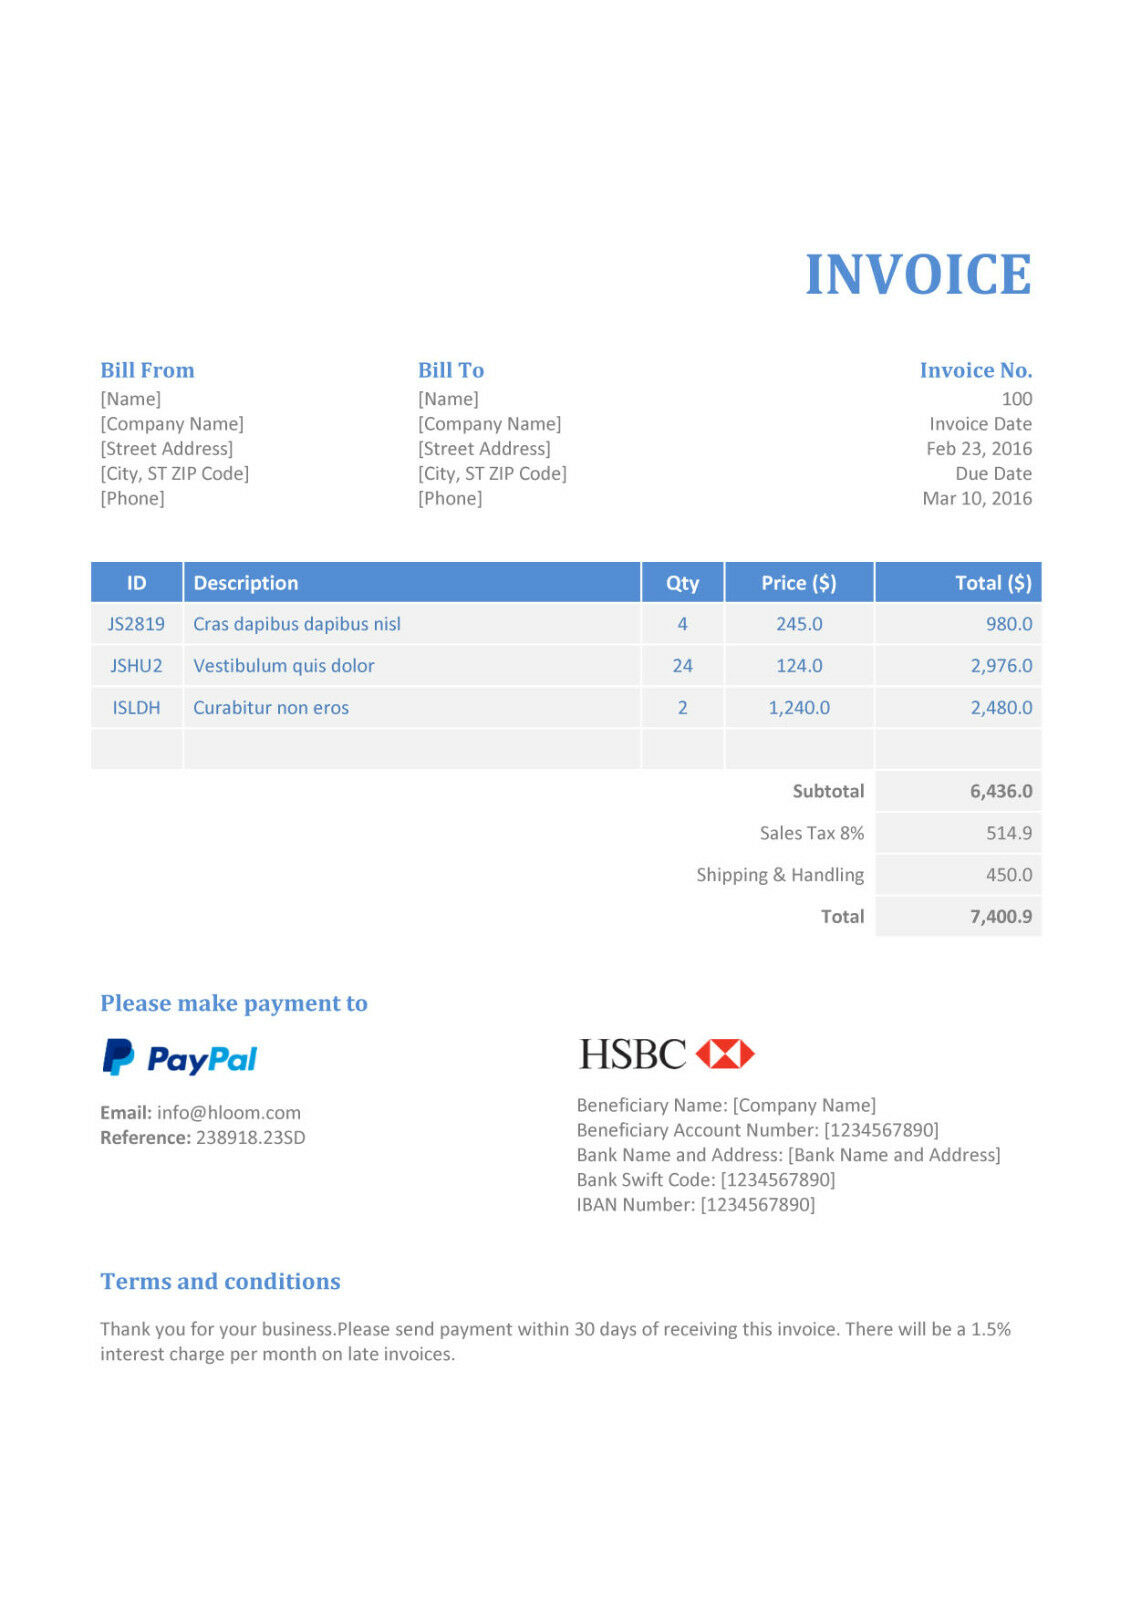 INVOICE
Bill From
[Name]
[Company Name]
[Street Address]
[City, ST ZIP Code]
[Phone]
Bill To
[Name]
[Company Name]
[Street Address]
[City, ST ZIP Code]
[Phone]
Invoice No.
100
Invoice Date
Feb 23, 2016
Due Date
Mar 10, 2016
ID Description Qty Price ($) Total ($)
JS2819 Cras dapibus dapibus nisl 4 245.0 980.0
JSHU2 Vestibulum quis dolor 24 124.0 2,976.0
ISLDH Curabitur non eros 2 1,240.0 2,480.0
Subtotal 6,436.0
Sales Tax 8% 514.9
Shipping & Handling 450.0
Total 7,400.9
Please make payment to
PayPal
Email: info@hloom.com
Reference: 238918.23SD
HSBC
Beneficiary Name: [Company Name]
Beneficiary Account Number: [1234567890]
Bank Name and Address: [Bank Name and Address]
Bank Swift Code: [1234567890]
IBAN Number: [1234567890]
Terms and conditions
Thank you for your business.Please send payment within 30 days of receiving this invoice. There will be a 1.5%
interest charge per month on late invoices.